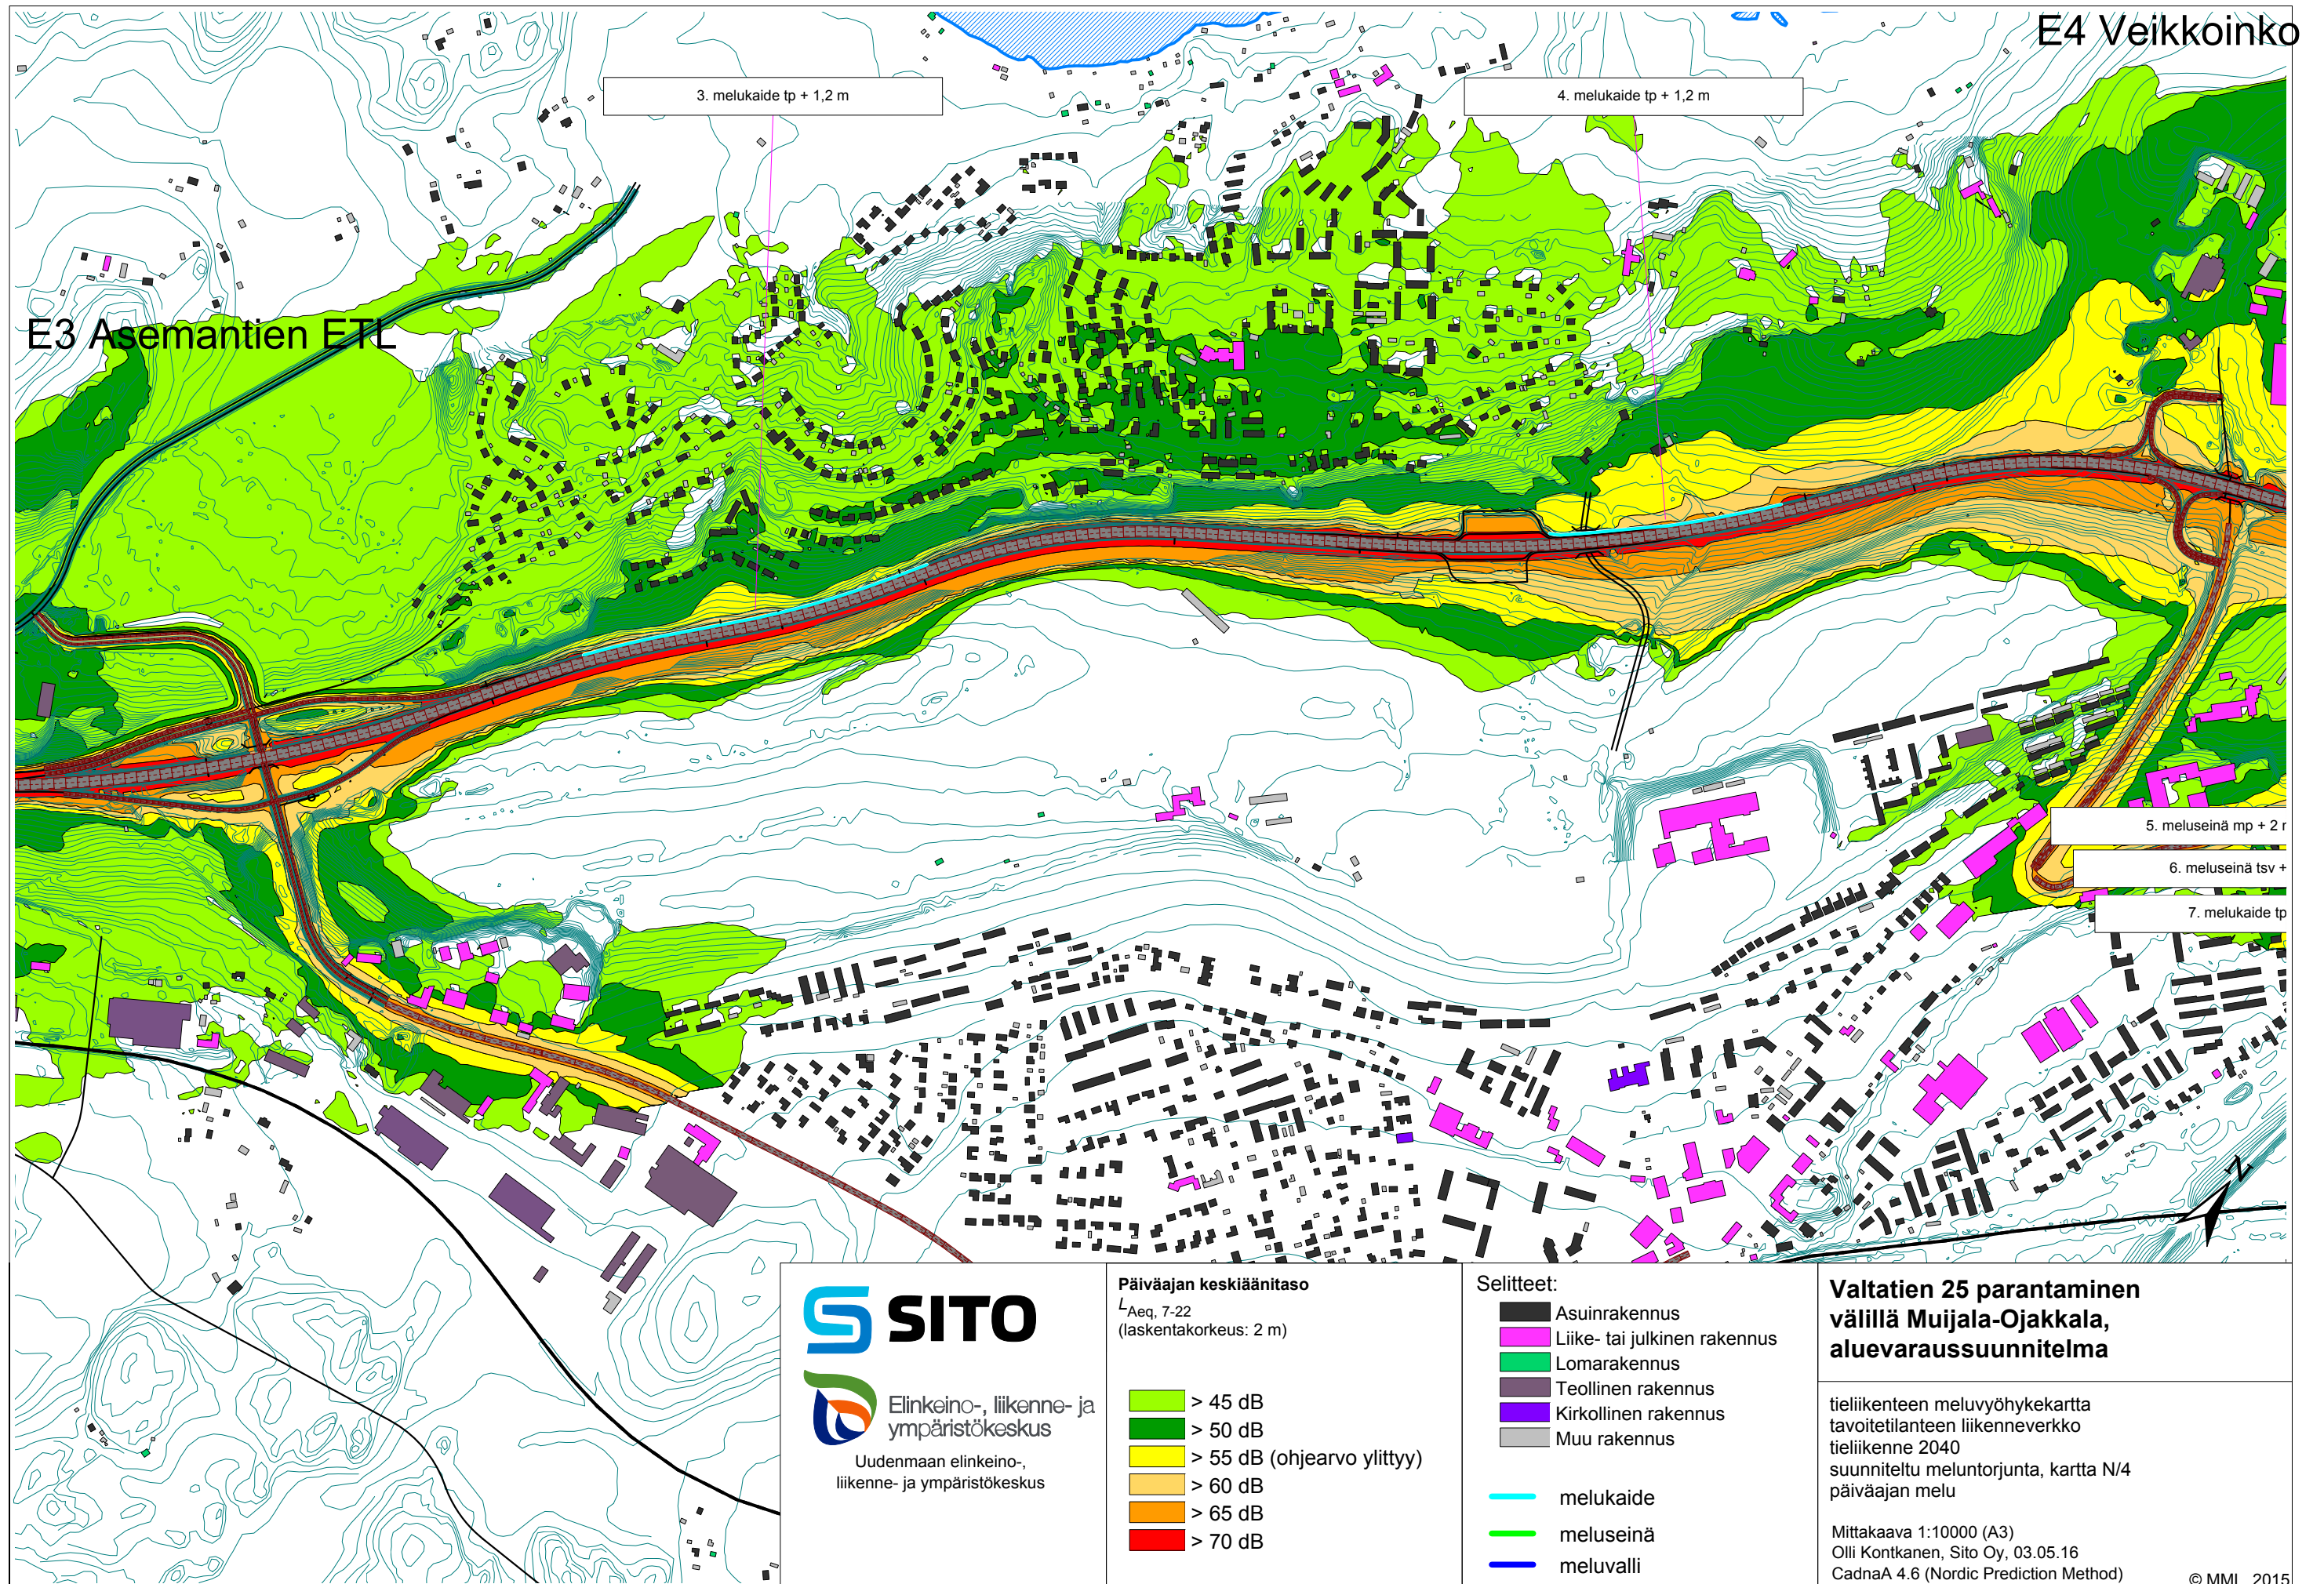 E4 Veikkoinko
3. melukaide tp + 1,2 m
4. melukaide tp + 1,2 m
E3 Asemantien ETL
5. meluseinä mp + 2
6. meluseinä tsv +
7. melukaide tp
N
SITO
Elinkeino-, liikenne- ja
ympäristökeskus
Uudenmaan elinkeino-,
liikenne- ja ympäristökeskus
Päiväajan keskiäänitaso
LAeq, 7-22
(laskentakorkeus: 2 m)
> 45 dB
> 50 dB
> 55 dB (ohjearvo ylittyy)
> 60 dB
> 65 dB
> 70 dB
Selitteet:
Asuinrakennus
Liike- tai julkinen rakennus
Lomarakennus
Teollinen rakennus
Kirkollinen rakennus
Muu rakennus
melukaide
meluseinä
meluvalli
Valtatien 25 parantaminen
välillä Muijala-Ojakkala,
aluevaraussuunnitelma
tieliikenteen meluvyöhykekartta
tavoitetilanteen liikenneverkko
tieliikenne 2040
suunniteltu meluntorjunta, kartta N/4
päiväajan melu
Mittakaava 1:10000 (A3)
Olli Kontkanen, Sito Oy, 03.05.16
CadnaA 4.6 (Nordic Prediction Method)
© MML, 2015